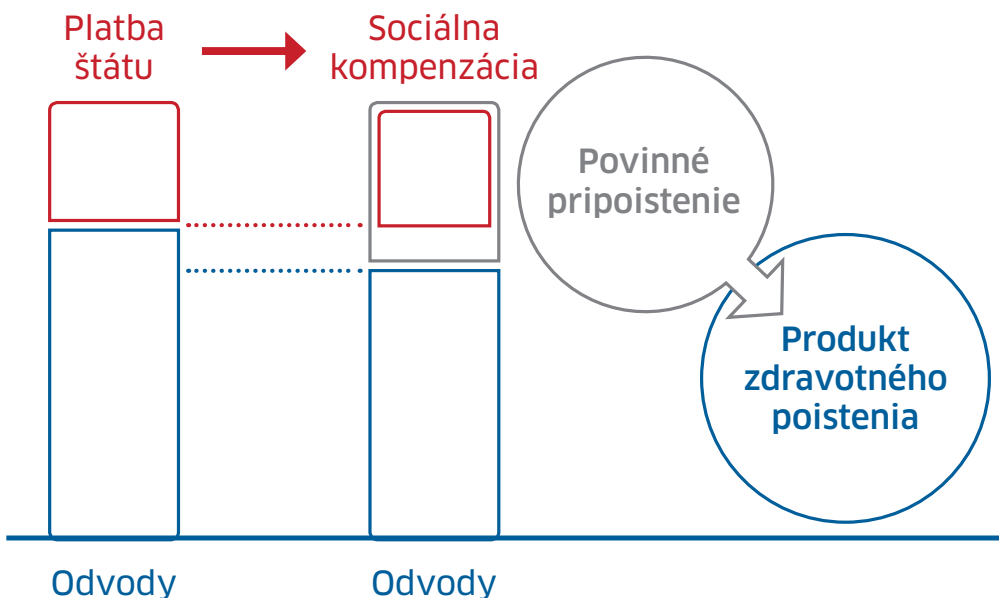 Platba
štátu
Sociálna
kompenzácia
Povinné
pripoistenie
Produkt
zdravotného
poistenia
Odvody
Odvody